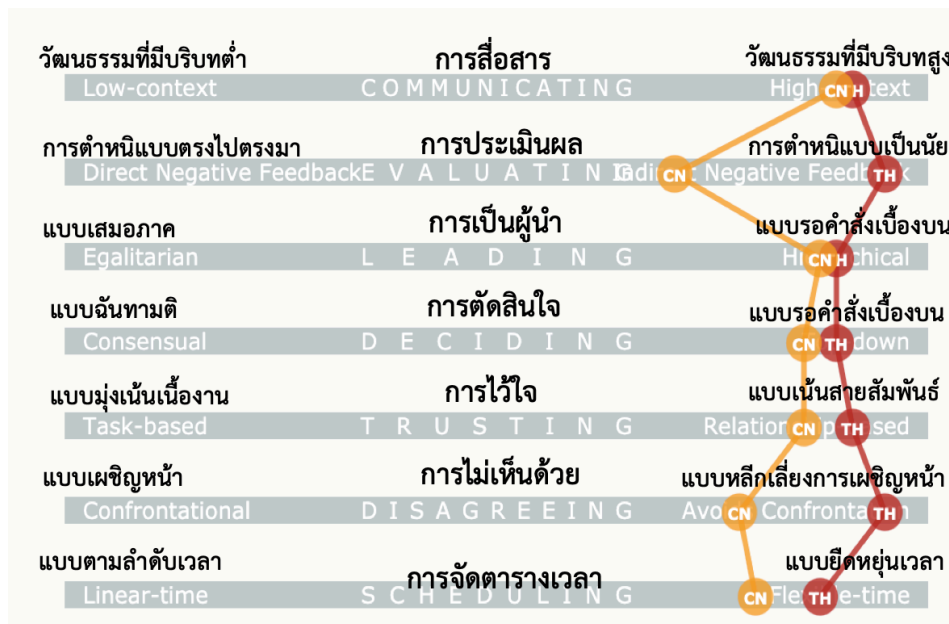 วัฒนธรรมที่มีบริบทต่ำ การสื่อสาร วัฒนธรรมที่มีบริบทสูง
Low-context COMMUNICATING High CN H text
การตำหนิแบบตรงไปตรงมา การประเมินผล การตำหนิแบบเป็นนัย
Direct Negative Feedback EVALUATING CN Negative Feedb TH k
แบบเสมอภาค การเป็นผู้นำ แบบรอคำสั่งเบื้องบน
Egalitarian LEADING CN H chical
แบบฉันทามติ การตัดสินใจ แบบรอคำสั่งเบื้องบน
Consensual DECIDING CN TH down
แบบมุ่งเน้นเนื้องาน การไว้ใจ แบบเน้นสายสัมพันธ์
Task-based TRUSTING Relation CN TH sed
แบบเผชิญหน้า การไม่เห็นด้วย แบบหลีกเลี่ยงการเผชิญหน้า
Confrontational DISAGREEING Avo CN Confronta TH n
แบบตามลำดับเวลา การจัดตารางเวลา แบบยืดหยุ่นเวลา
Linear-time SCHEDULING CN Fle TH e-time